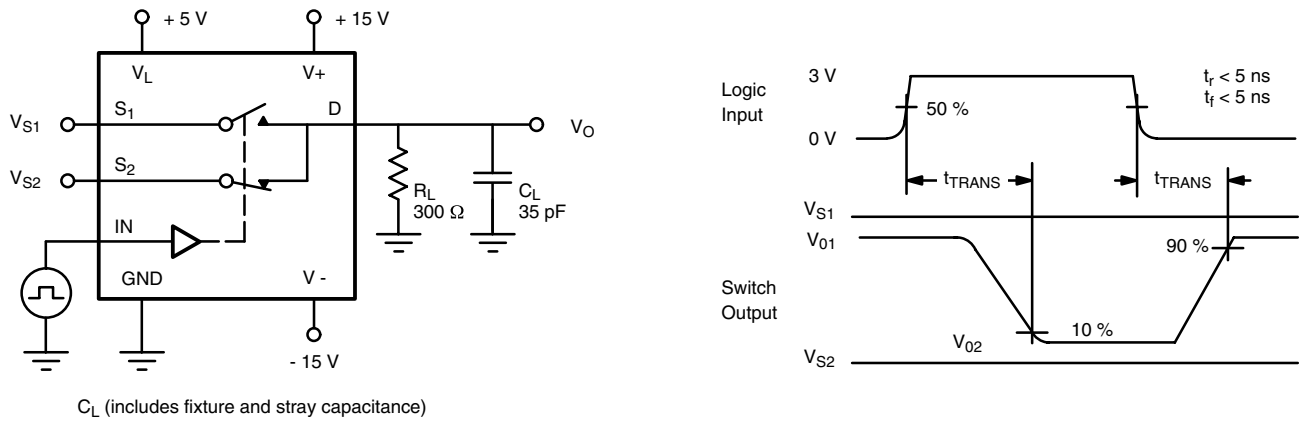 + 5 V
+ 15 V
V_L
V+
V_S1
S_1
D
V_O
V_S2
S_2
R_L
300 Ω
C_L
35 pF
IN
GND
V -
- 15 V
C_L (includes fixture and stray capacitance)
Logic
Input
3 V
0 V
50 %
t_r < 5 ns
t_f < 5 ns
t_TRANS
t_TRANS
V_S1
V_01
90 %
Switch
Output
V_02
10 %
V_S2